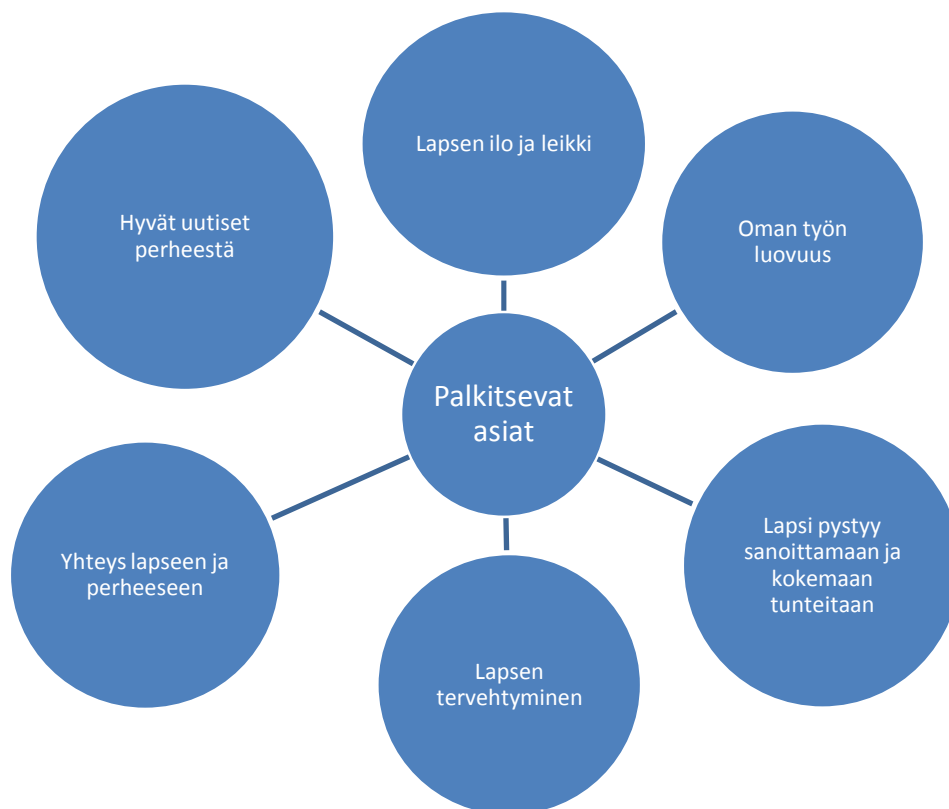 Lapsen ilo ja leikki
Hyvät uutiset
perheestä
Oman työn
luovuus
Palkitsevat
asiat
Yhteys lapseen ja
perheeseen
Lapsi pystyy
sanoittamaan ja
kokemaan
tunteitaan
Lapsen
tervehtyminen